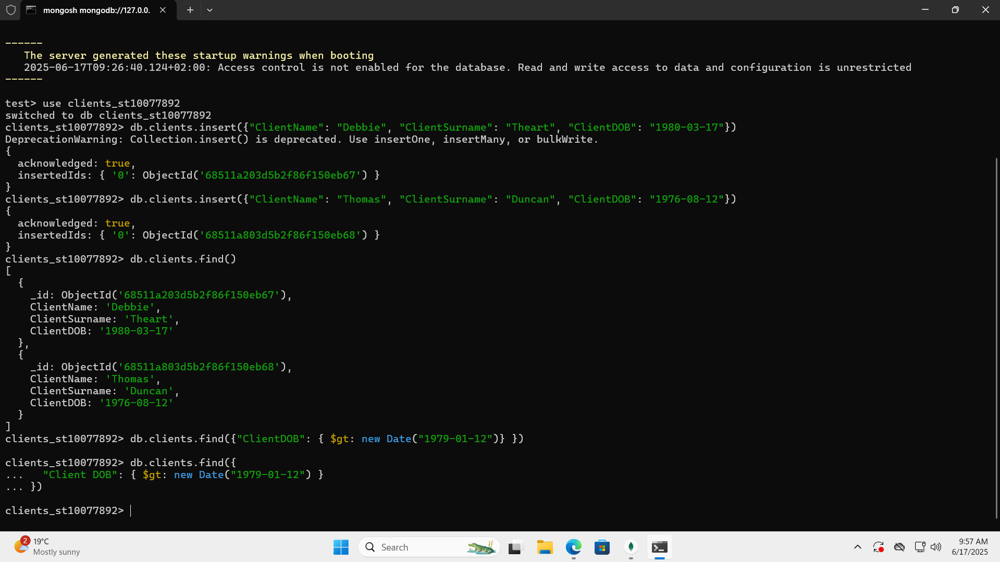 mongosh mongodb://127.0.0.
------
   The server generated these startup warnings when booting
   2025-06-17T09:26:40.124+02:00: Access control is not enabled for the database. Read and write access to data and configuration is unrestricted
------
test> use clients_st10077892
switched to db clients_st10077892
clients_st10077892> db.clients.insert({"ClientName": "Debbie", "ClientSurname": "Theart", "ClientDOB": "1980-03-17"})
DeprecationWarning: Collection.insert() is deprecated. Use insertOne, insertMany, or bulkWrite.
{
  acknowledged: true,
  insertedIds: { '0': ObjectId('68511a203d5b2f86f150eb67') }
}
clients_st10077892> db.clients.insert({"ClientName": "Thomas", "ClientSurname": "Duncan", "ClientDOB": "1976-08-12"})
{
  acknowledged: true,
  insertedIds: { '0': ObjectId('68511a803d5b2f86f150eb68') }
}
clients_st10077892> db.clients.find()
[
  {
    _id: ObjectId('68511a203d5b2f86f150eb67'),
    ClientName: 'Debbie',
    ClientSurname: 'Theart',
    ClientDOB: '1980-03-17'
  },
  {
    _id: ObjectId('68511a803d5b2f86f150eb68'),
    ClientName: 'Thomas',
    ClientSurname: 'Duncan',
    ClientDOB: '1976-08-12'
  }
]
clients_st10077892> db.clients.find({"ClientDOB": { $gt: new Date("1979-01-12")} })
clients_st10077892> db.clients.find({
...   "Client DOB": { $gt: new Date("1979-01-12") }
... })
clients_st10077892>
2
19°C
Mostly sunny
Search
9:57 AM
6/17/2025